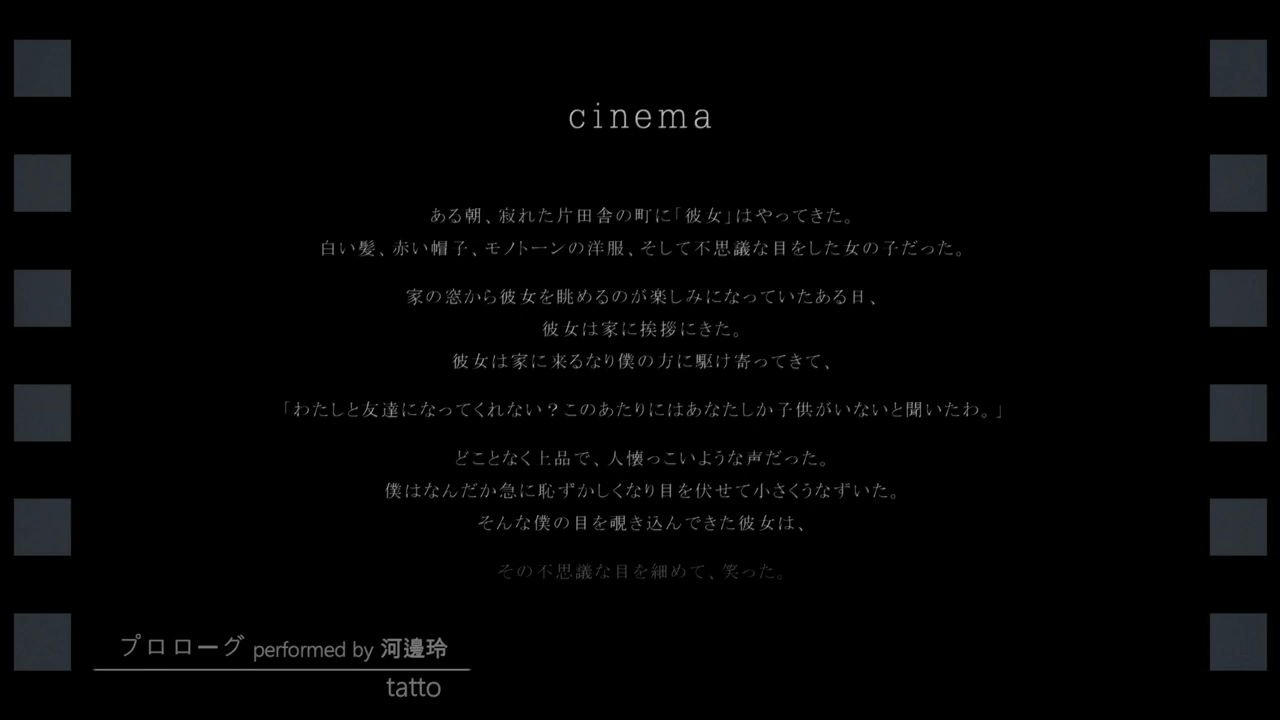 cinema
ある朝、寂れた片田舎の町に「彼女」はやってきた。
白い髪、赤い帽子、モノトーンの洋服、そして不思議な目をした女の子だった。
家の窓から彼女を眺めるのが楽しみになっていたある日、
彼女は家に挨拶にきた。
彼女は家に来るなり僕の方に駆け寄ってきて、
「わたしと友達になってくれない？このあたりにはあなたしか子供がいないと聞いたわ。」
どことなく上品で、人懐っこいような声だった。
僕はなんだか急に恥ずかしくなり目を伏せて小さくうなずいた。
そんな僕の目を覗き込んできた彼女は、
その不思議な目を細めて、笑った。
プロローグ performed by 河邉玲
tatto